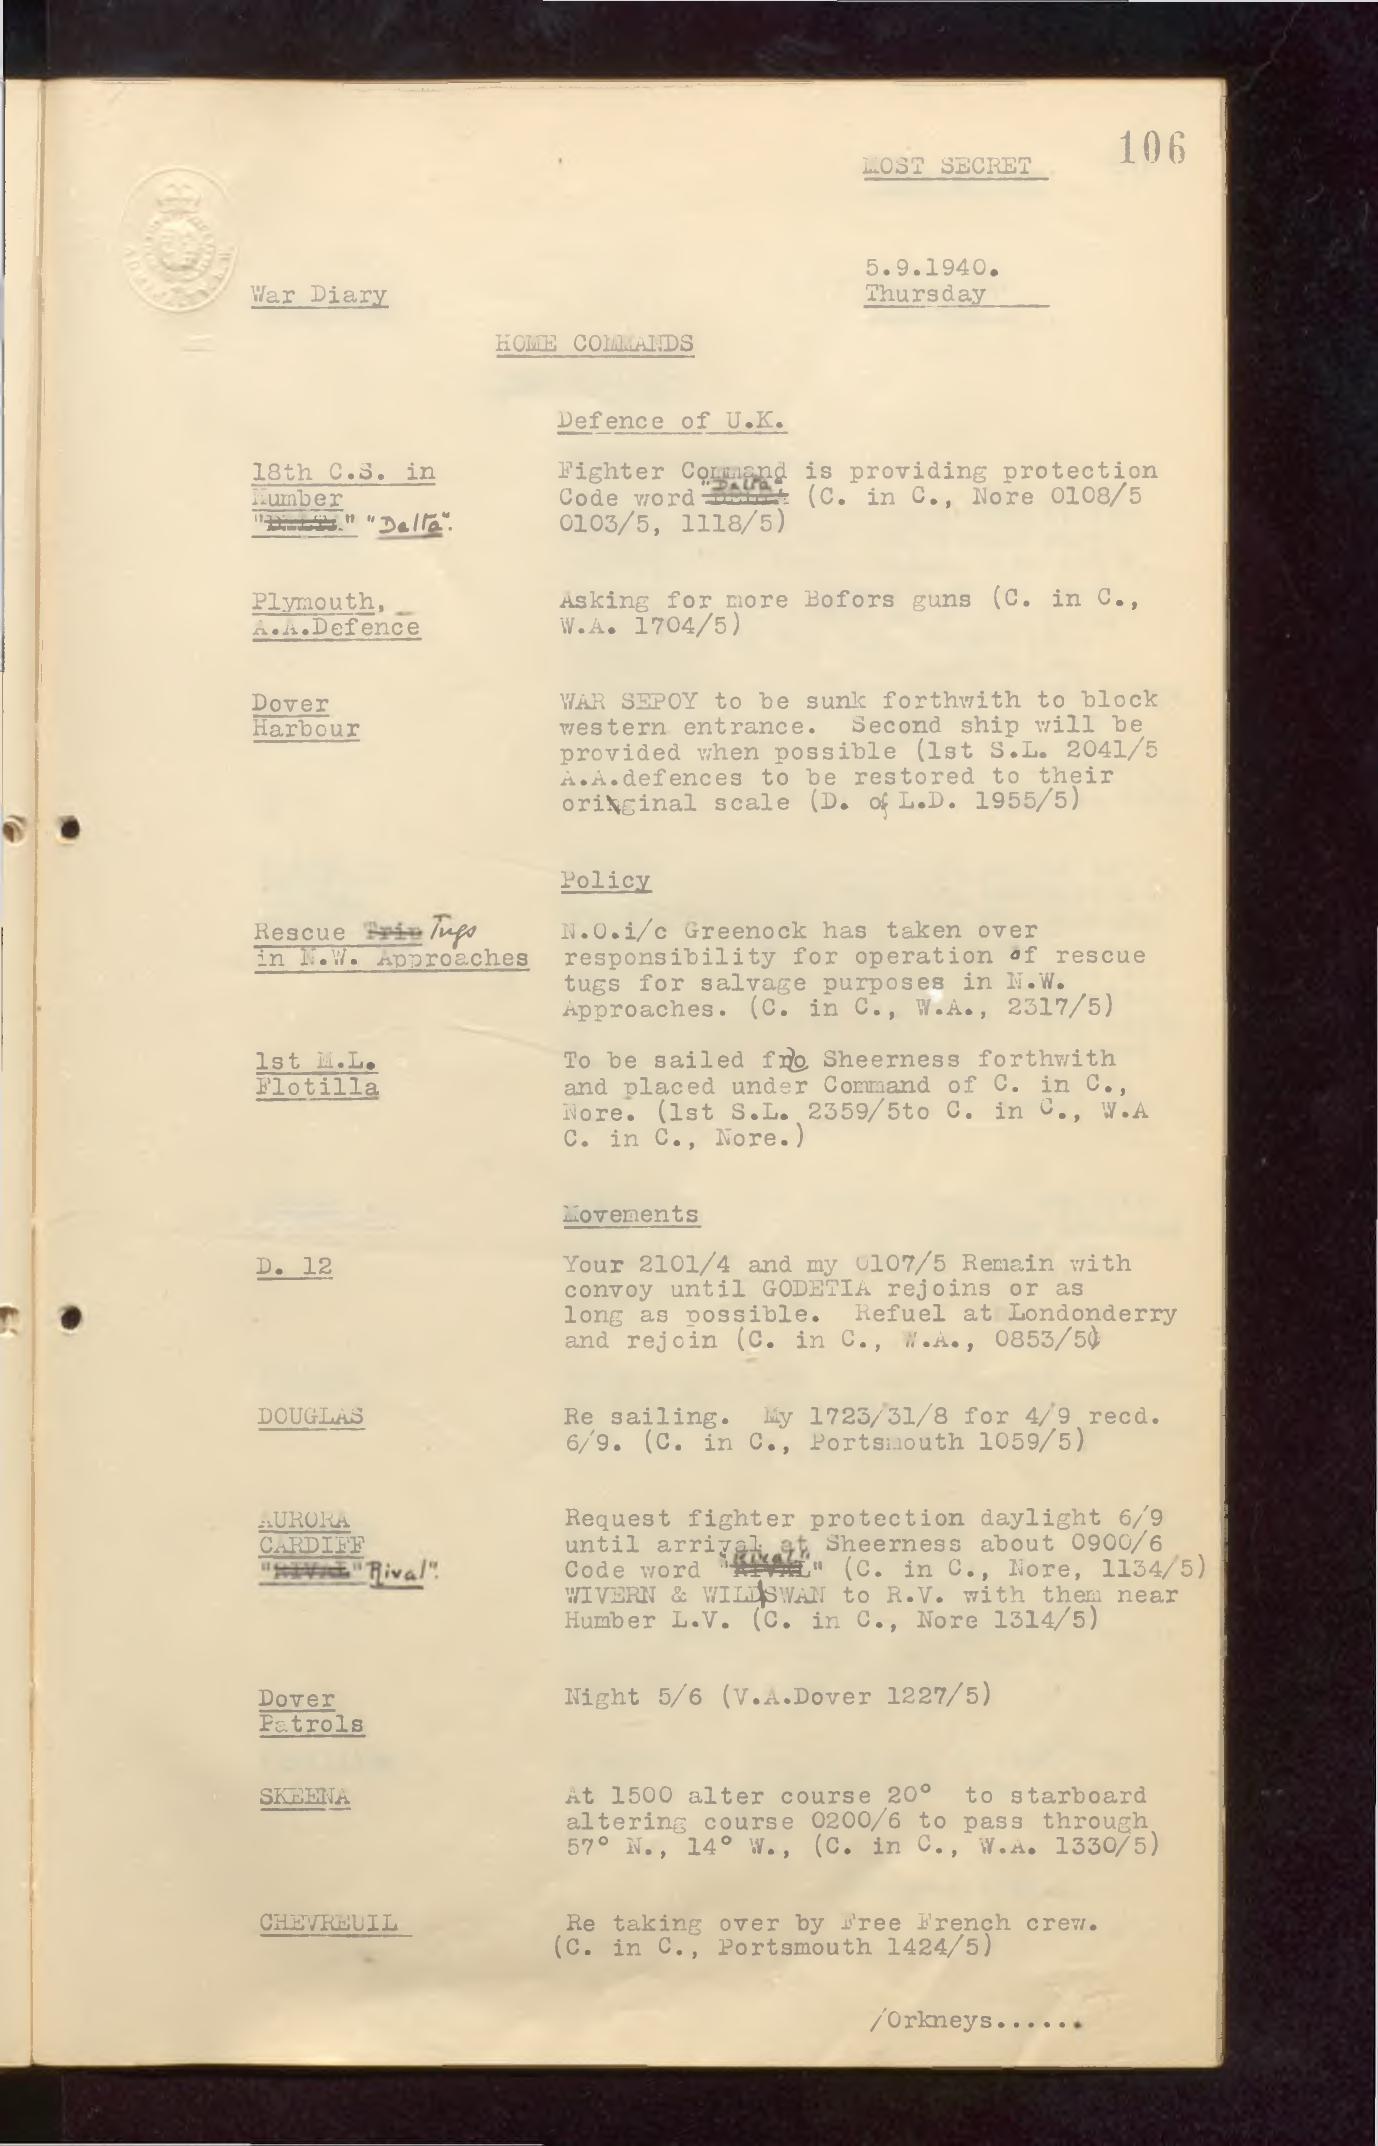 106
MOST SECRET
5.9.1940.
Thursday
War Diary
HOME COMMANDS
Defence of U.K.
18th C.S. in
Humber
"Delta".
Fighter Command is providing protection
Code word "Delta" (C. in C., Nore 0108/5
0103/5, 1118/5)
Plymouth,
A.A.Defence
Asking for more Bofors guns (C. in C.,
W.A. 1704/5)
Dover
Harbour
WAR SEPOY to be sunk forthwith to block
western entrance. Second ship will be
provided when possible (1st S.L. 2041/5
A.A.defences to be restored to their
original scale (D. of L.D. 1955/5)
Policy
Rescue Trip Tugs
in N.W. Approaches
N.O.i/c Greenock has taken over
responsibility for operation of rescue
tugs for salvage purposes in N.W.
Approaches. (C. in C., W.A., 2317/5)
1st M.L.
Flotilla
To be sailed fro Sheerness forthwith
and placed under Command of C. in C.,
Nore. (1st S.L. 2359/5to C. in C., W.A
C. in C., Nore.)
Movements
D. 12
Your 2101/4 and my 0107/5 Remain with
convoy until GODETIA rejoins or as
long as possible. Refuel at Londonderry
and rejoin (C. in C., W.A., 0853/5)
DOUGLAS
Re sailing. My 1723/31/8 for 4/9 recd.
6/9. (C. in C., Portsmouth 1059/5)
AURORA
CARDIFF
"RIVAL" "Rival".
Request fighter protection daylight 6/9
until arrival at Sheerness about 0900/6
Code word "Rival" (C. in C., Nore, 1134/5)
WIVERN & WILD SWAN to R.V. with them near
Humber L.V. (C. in C., Nore 1314/5)
Dover
Patrols
Night 5/6 (V.A.Dover 1227/5)
SKEENA
At 1500 alter course 20° to starboard
altering course 0200/6 to pass through
57° N., 14° W., (C. in C., W.A. 1330/5)
CHEVREUIL
Re taking over by Free French crew.
(C. in C., Portsmouth 1424/5)
/Orkneys......